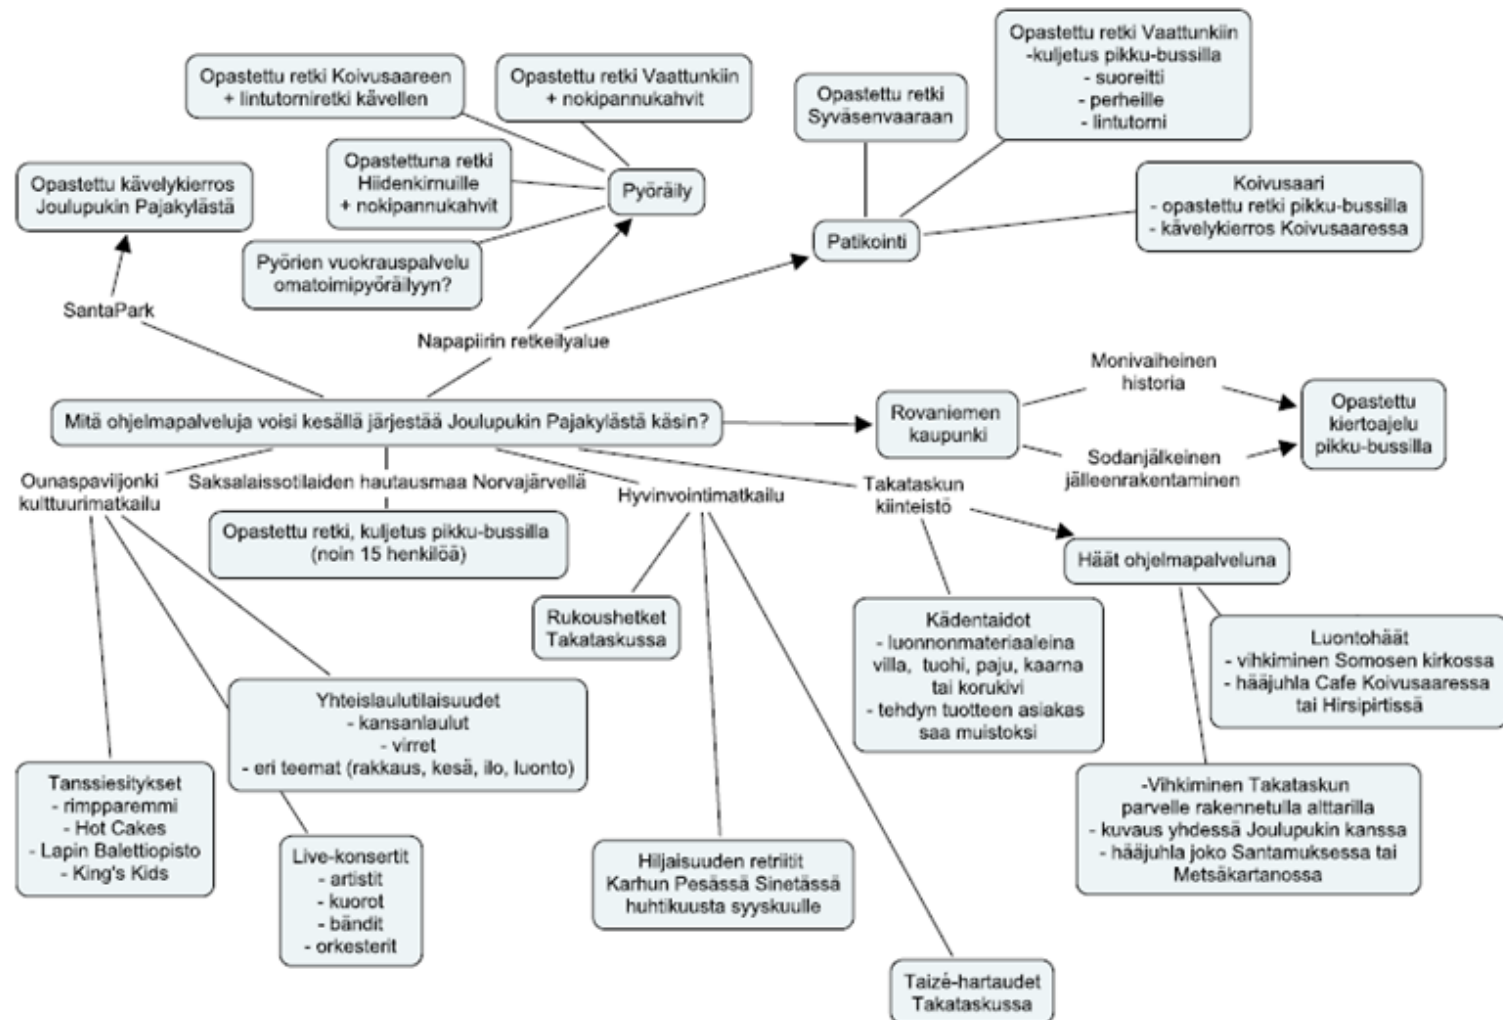 Opastettu retki Koivusaareen
+ lintutorniretki kävellen
Opastettu retki Vaattunkiin
+ nokipannukahvit
Opastettu retki
Syväsenvaaraan
Opastettu retki Vaattunkiin
-kuljetus pikku-bussilla
- suoreitti
- perheille
- lintutorni
Opastettu kävelykierros
Joulupukin Pajakylästä
Opastettuna retki
Hiidenkirnuille
+ nokipannukahvit
Pyöräily
Patikointi
Koivusaari
- opastettu retki pikku-bussilla
- kävelykierros Koivusaaressa
Pyörien vuokrauspalvelu
omatoimipyöräilyyn?
SantaPark
Napapiirin retkeilyalue
Mitä ohjelmapalveluja voisi kesällä järjestää Joulupukin Pajakylästä käsin?
Rovaniemen
kaupunki
Monivaiheinen
historia
Sodanjälkeinen
jälleenrakentaminen
Opastettu
kiertoajelu
pikku-bussilla
Ounaspaviljonki
kulttuurimatkailu
Saksalaissotilaiden hautausmaa Norvajärvellä
Opastettu retki, kuljetus pikku-bussilla
(noin 15 henkilöä)
Hyvinvointimatkailu
Takataskun
kiinteistö
Häät ohjelmapalveluna
Rukoushetket
Takataskussa
Kädentaidot
- luonnonmateriaaleina
villa, tuohi, paju, kaarna
tai korukivi
- tehdyn tuotteen asiakas
saa muistoksi
Luontohäät
- vihkiminen Somosen kirkossa
- hääjuhla Cafe Koivusaaressa
tai Hirsipirtissä
Yhteislaulutilaisuudet
- kansanlaulut
- virret
- eri teemat (rakkaus, kesä, ilo, luonto)
Tanssiesitykset
- rimpparemmi
- Hot Cakes
- Lapin Balettiopisto
- King's Kids
-Vihkiminen Takataskun
parvelle rakennetulla alttarilla
- kuvaus yhdessä Joulupukin kanssa
- hääjuhla joko Santamuksessa tai
Metsäkartanossa
Live-konsertit
- artistit
- kuorot
- bändit
- orkesterit
Hiljaisuuden retriitit
Karhun Pesässä Sinetässä
huhtikuusta syyskuulle
Taizé-hartaudet
Takataskussa